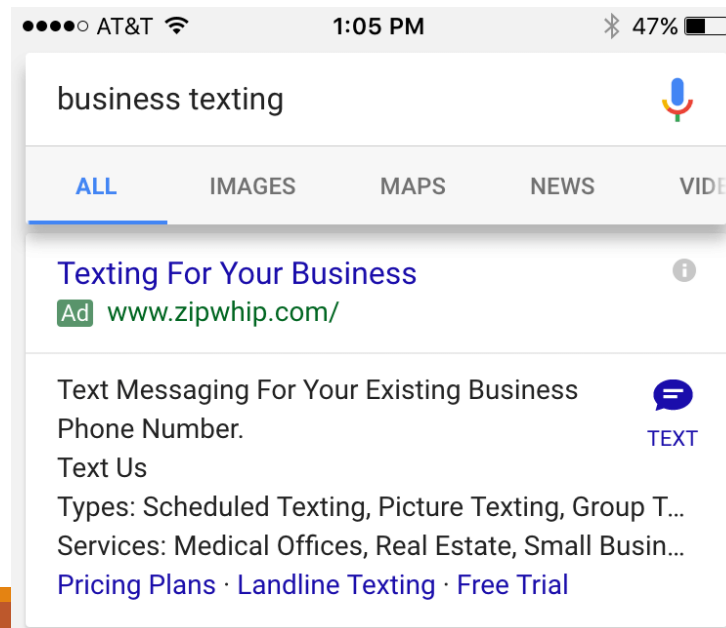 AT&T 1:05 PM 47%
business texting
ALL IMAGES MAPS NEWS VIDE
Texting For Your Business
Ad www.zipwhip.com/
Text Messaging For Your Existing Business
Phone Number.
TEXT
Text Us
Types: Scheduled Texting, Picture Texting, Group T...
Services: Medical Offices, Real Estate, Small Busin...
Pricing Plans · Landline Texting · Free Trial